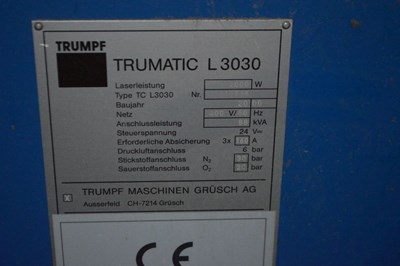 TRUMPF
TRUMATIC L 3030
Laserleistung W
Type TC L3030 Nr.
Baujahr
Netz V/ Hz
Anschlussleistung kVA
Steuerspannung 24 V
Erforderliche Absicherung 3x A
Druckluftanschluss 6 bar
Stickstoffanschluss N₂ bar
Sauerstoffanschluss O₂ bar
TRUMPF MASCHINEN GRÜSCH AG
Ausserfeld CH-7214 Grüsch
CE